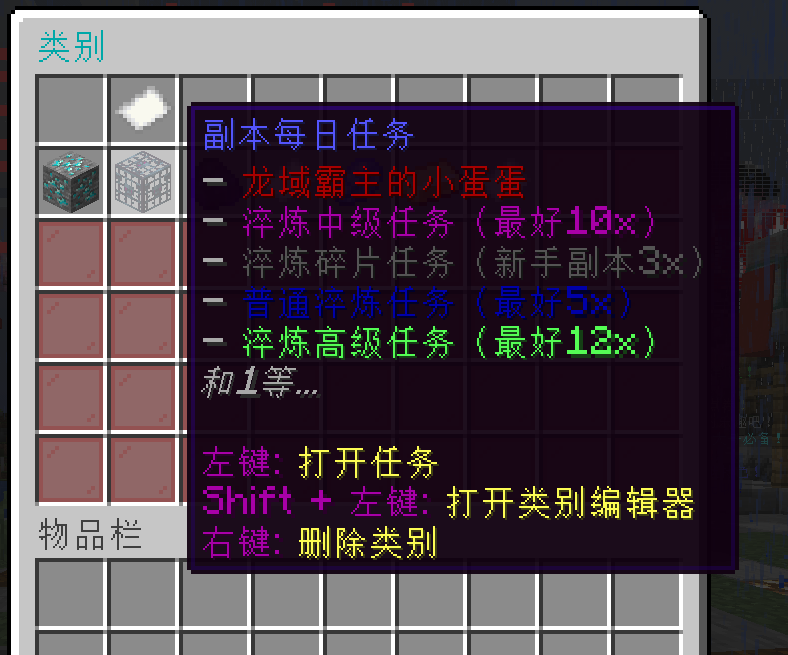 类别
副本每日任务
- 龙域霸主的小蛋蛋
- 淬炼中级任务（最好10x）
- 淬炼碎片任务（新手副本3x）
- 普通淬炼任务（最好5x）
- 淬炼高级任务（最好12x）
和1等...
左键: 打开任务
Shift + 左键: 打开类别编辑器
右键: 删除类别
物品栏
必备!